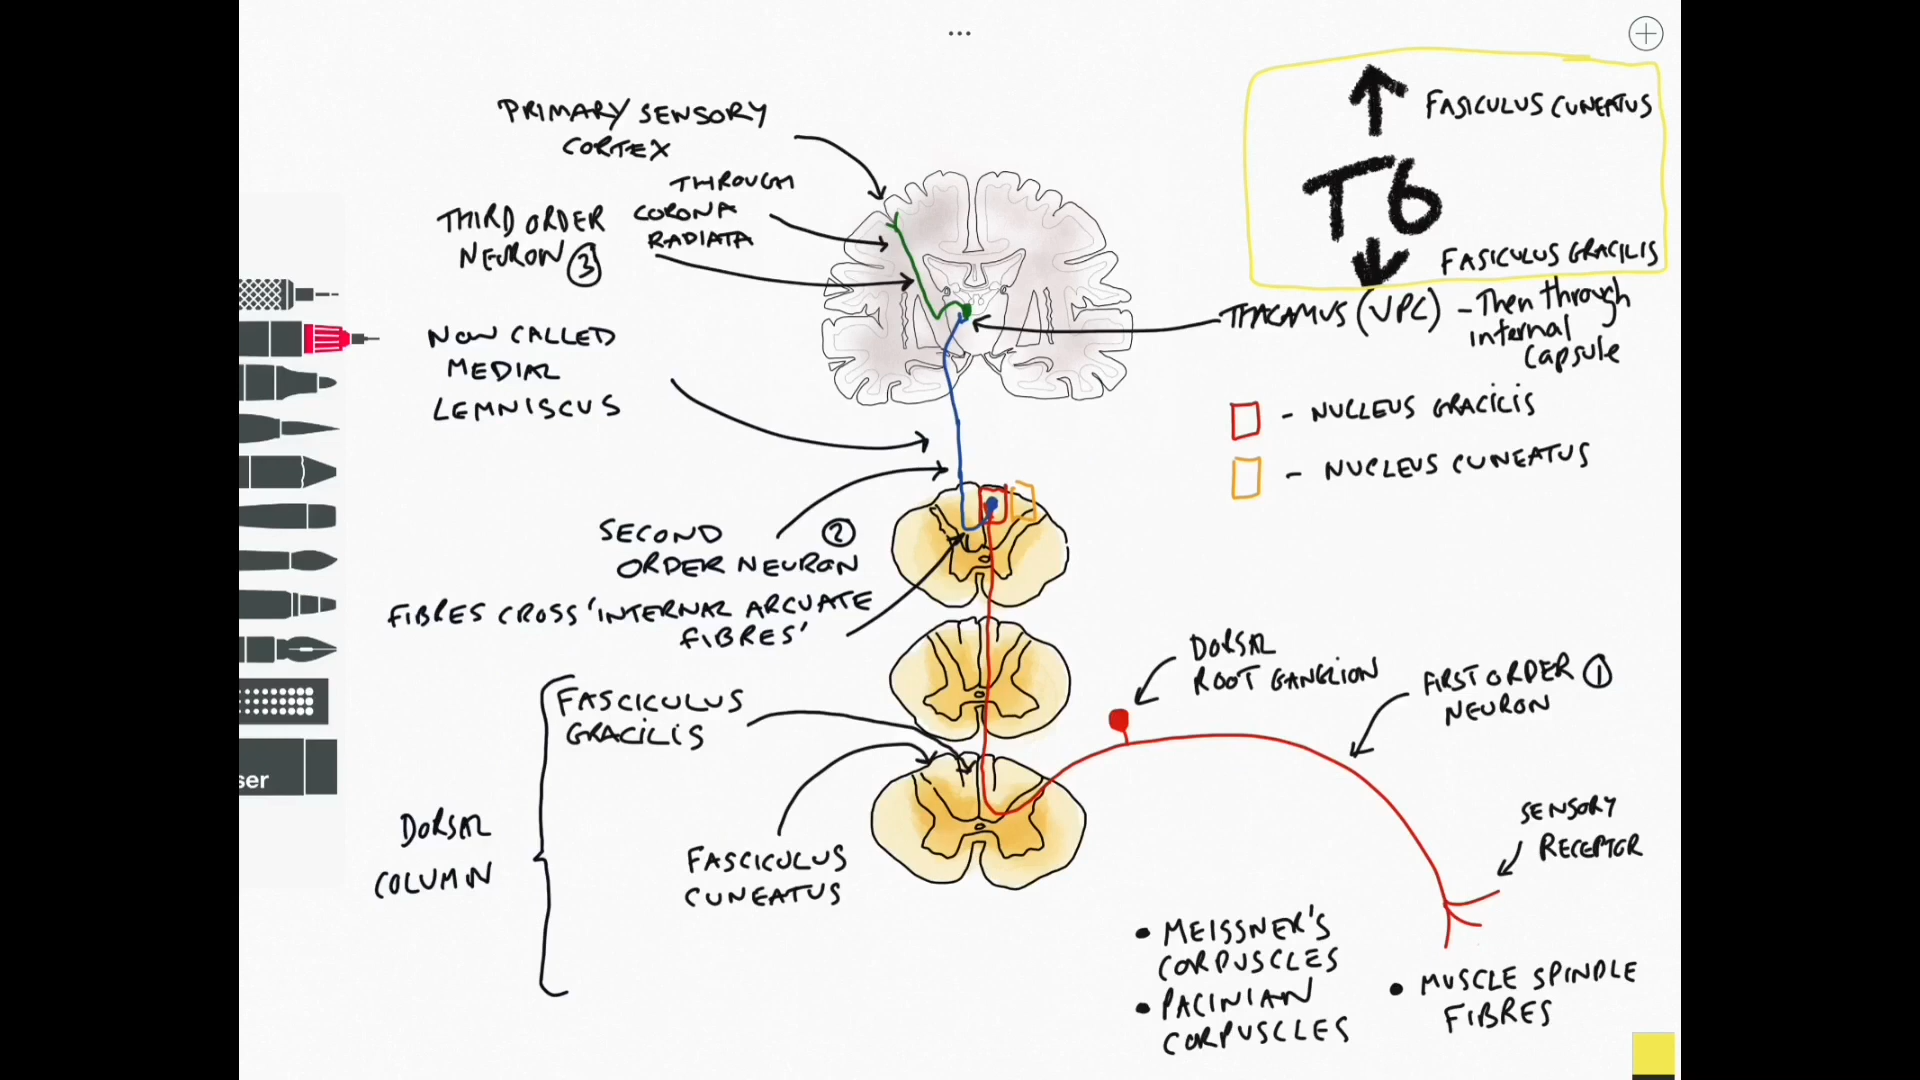 PRIMARY SENSORY
CORTEX
THROUGH
CORONA
RADIATA
THIRD ORDER
NEURON ③
NOW CALLED
MEDIAL
LEMNISCUS
SECOND ②
ORDER NEURON
FIBRES CROSS 'INTERNAL ARCUATE
FIBRES'
FASCICULUS
GRACILIS
DORSAL
COLUMN
FASCICULUS
CUNEATUS
FASICULUS CUNEATUS
T6
FASICULUS GRACILIS
THALAMUS (VPL) - Then through
internal
capsule
- NUCLEUS GRACILIS
- NUCLEUS CUNEATUS
DORSAL
ROOT GANGLION
FIRST ORDER ①
NEURON
SENSORY
RECEPTOR
• MEISSNER'S
CORPUSCLES
• PACINIAN
CORPUSCLES
• MUSCLE SPINDLE
FIBRES
ser